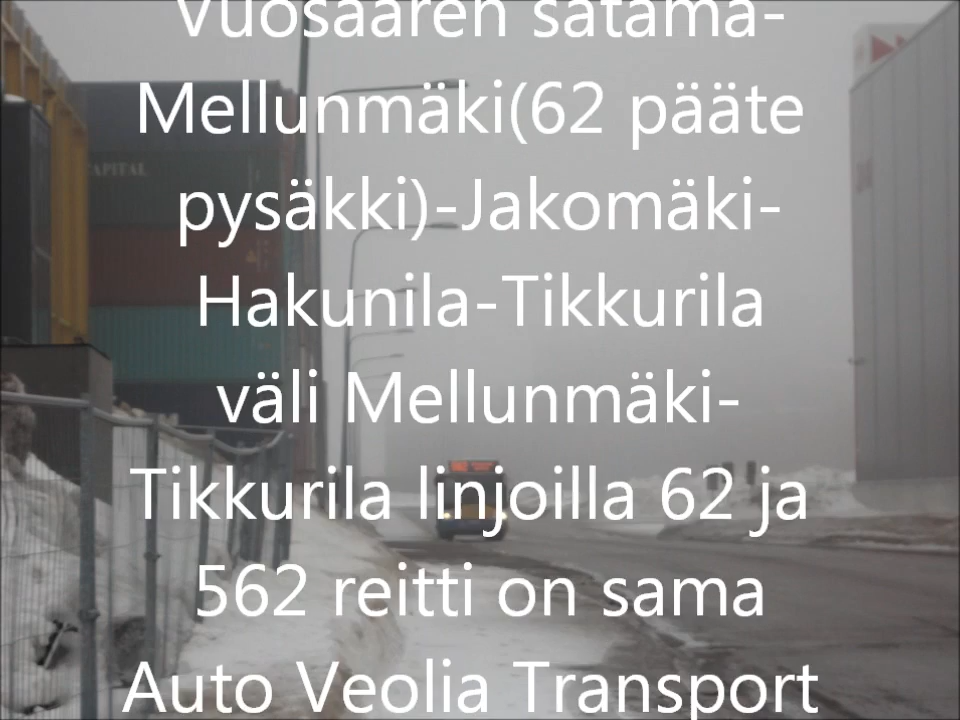 Vuosaaren satama-
Mellunmäki(62 pääte
pysäkki)-Jakomäki-
Hakunila-Tikkurila
väli Mellunmäki-
Tikkurila linjoilla 62 ja
562 reitti on sama
Auto Veolia Transport
CAPITAL